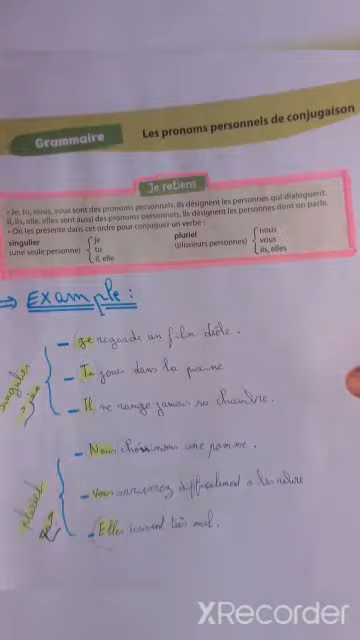 Les pronoms personnels de conjugaison
Grammaire
Je retiens
• Je, tu, nous, vous sont des pronoms personnels. Ils désignent les personnes qui dialoguent.
Il, ils, elle, elles sont aussi des pronoms personnels. Ils désignent les personnes dont on parle.
• On les présente dans cet ordre pour conjuguer un verbe :
singulier
(une seule personne)
je
tu
il, elle
pluriel
(plusieurs personnes)
nous
vous
ils, elles
⇒ Example :
singulier
- Je regarde un film drôle.
- Tu joues dans la
- Il ne range jamais sa chambre.
pluriel
- Nous une pomme.
- Vous difficilement a
- Elles très mal.
XRecorder